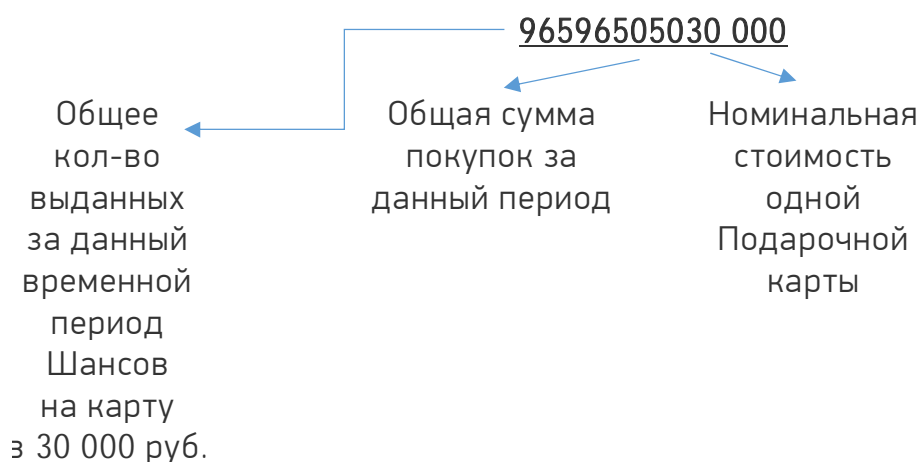 96596505030 000
Общее
кол-во
выданных
за данный
временной
период
Шансов
на карту
в 30 000 руб.
Общая сумма
покупок за
данный период
Номинальная
стоимость
одной
Подарочной
карты